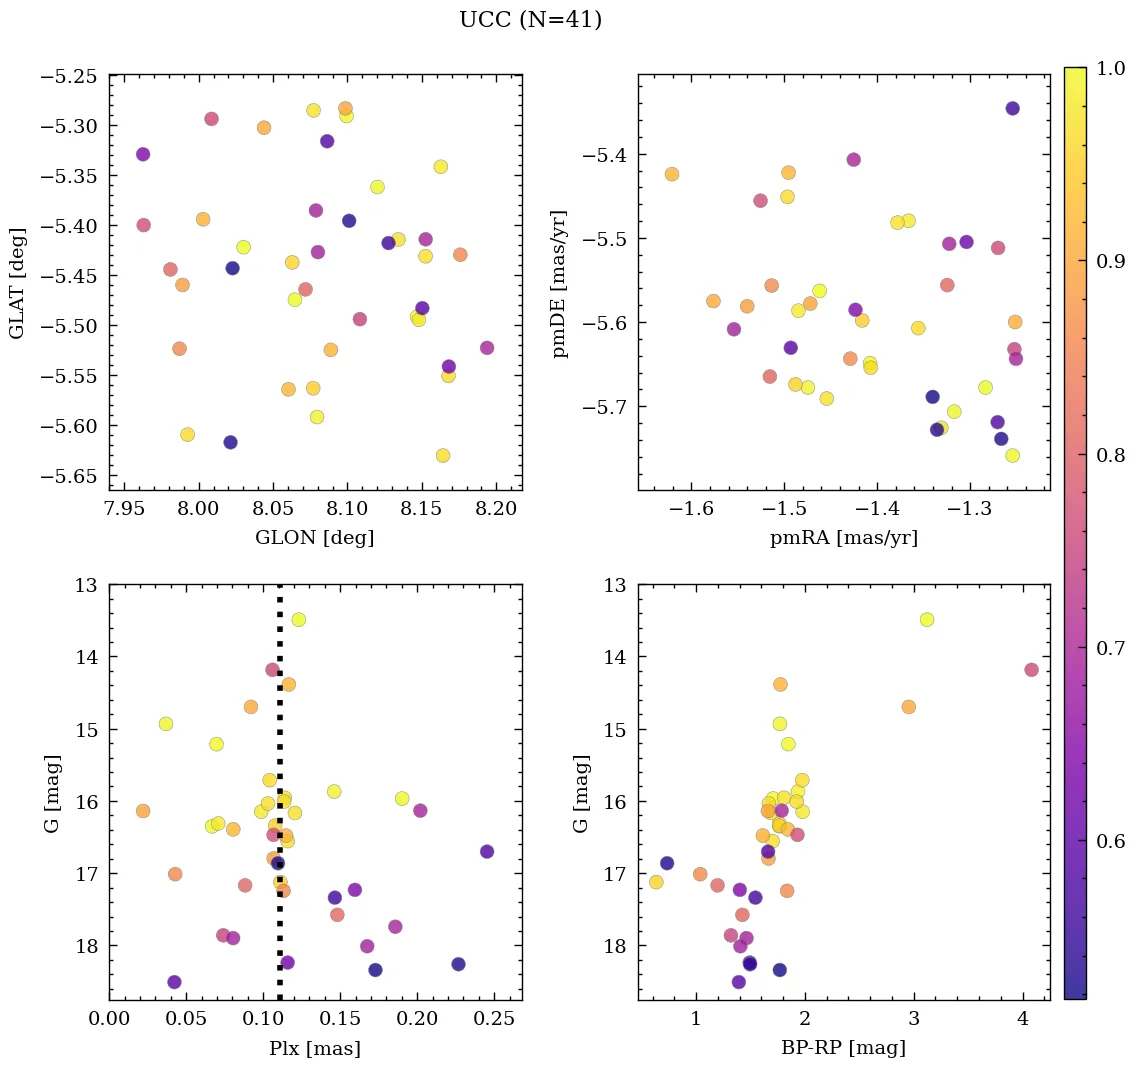 UCC (N=41)
−5.25
−5.30
−5.35
−5.40
−5.45
−5.50
−5.55
−5.60
−5.65
GLAT [deg]
7.95 8.00 8.05 8.10 8.15 8.20
GLON [deg]
−5.4
−5.5
−5.6
−5.7
pmDE [mas/yr]
−1.6 −1.5 −1.4 −1.3
pmRA [mas/yr]
13
14
15
16
17
18
G [mag]
0.00 0.05 0.10 0.15 0.20 0.25
Plx [mas]
13
14
15
16
17
18
G [mag]
1 2 3 4
BP-RP [mag]
1.0
0.9
0.8
0.7
0.6